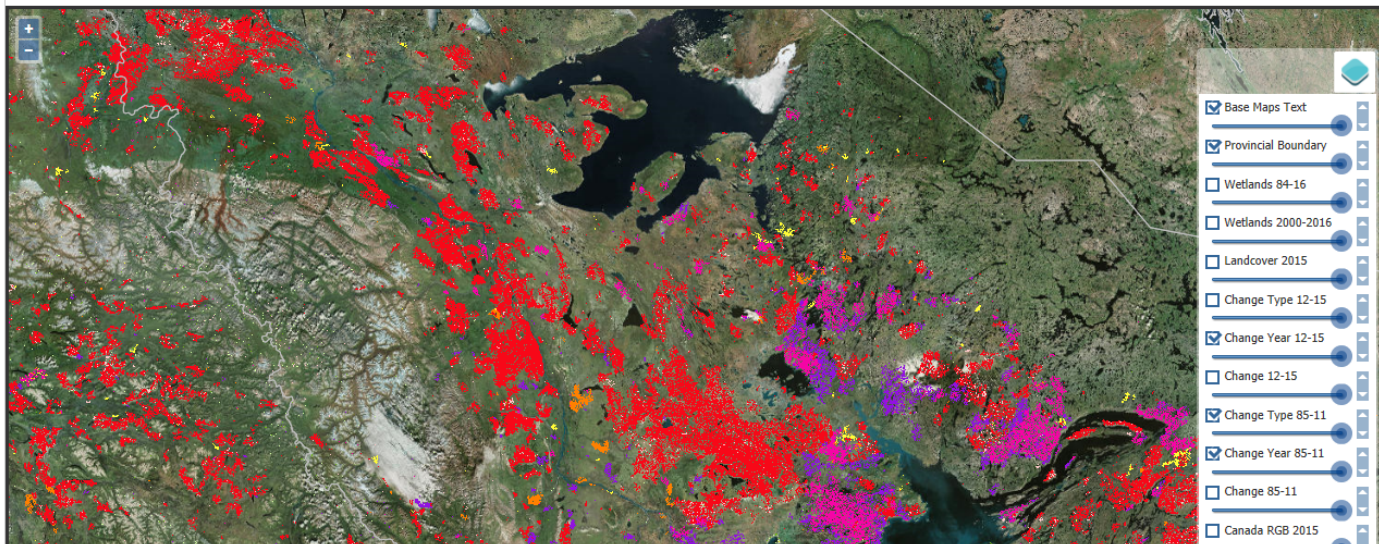 +
−
Base Maps Text
Provincial Boundary
Wetlands 84-16
Wetlands 2000-2016
Landcover 2015
Change Type 12-15
Change Year 12-15
Change 12-15
Change Type 85-11
Change Year 85-11
Change 85-11
Canada RGB 2015